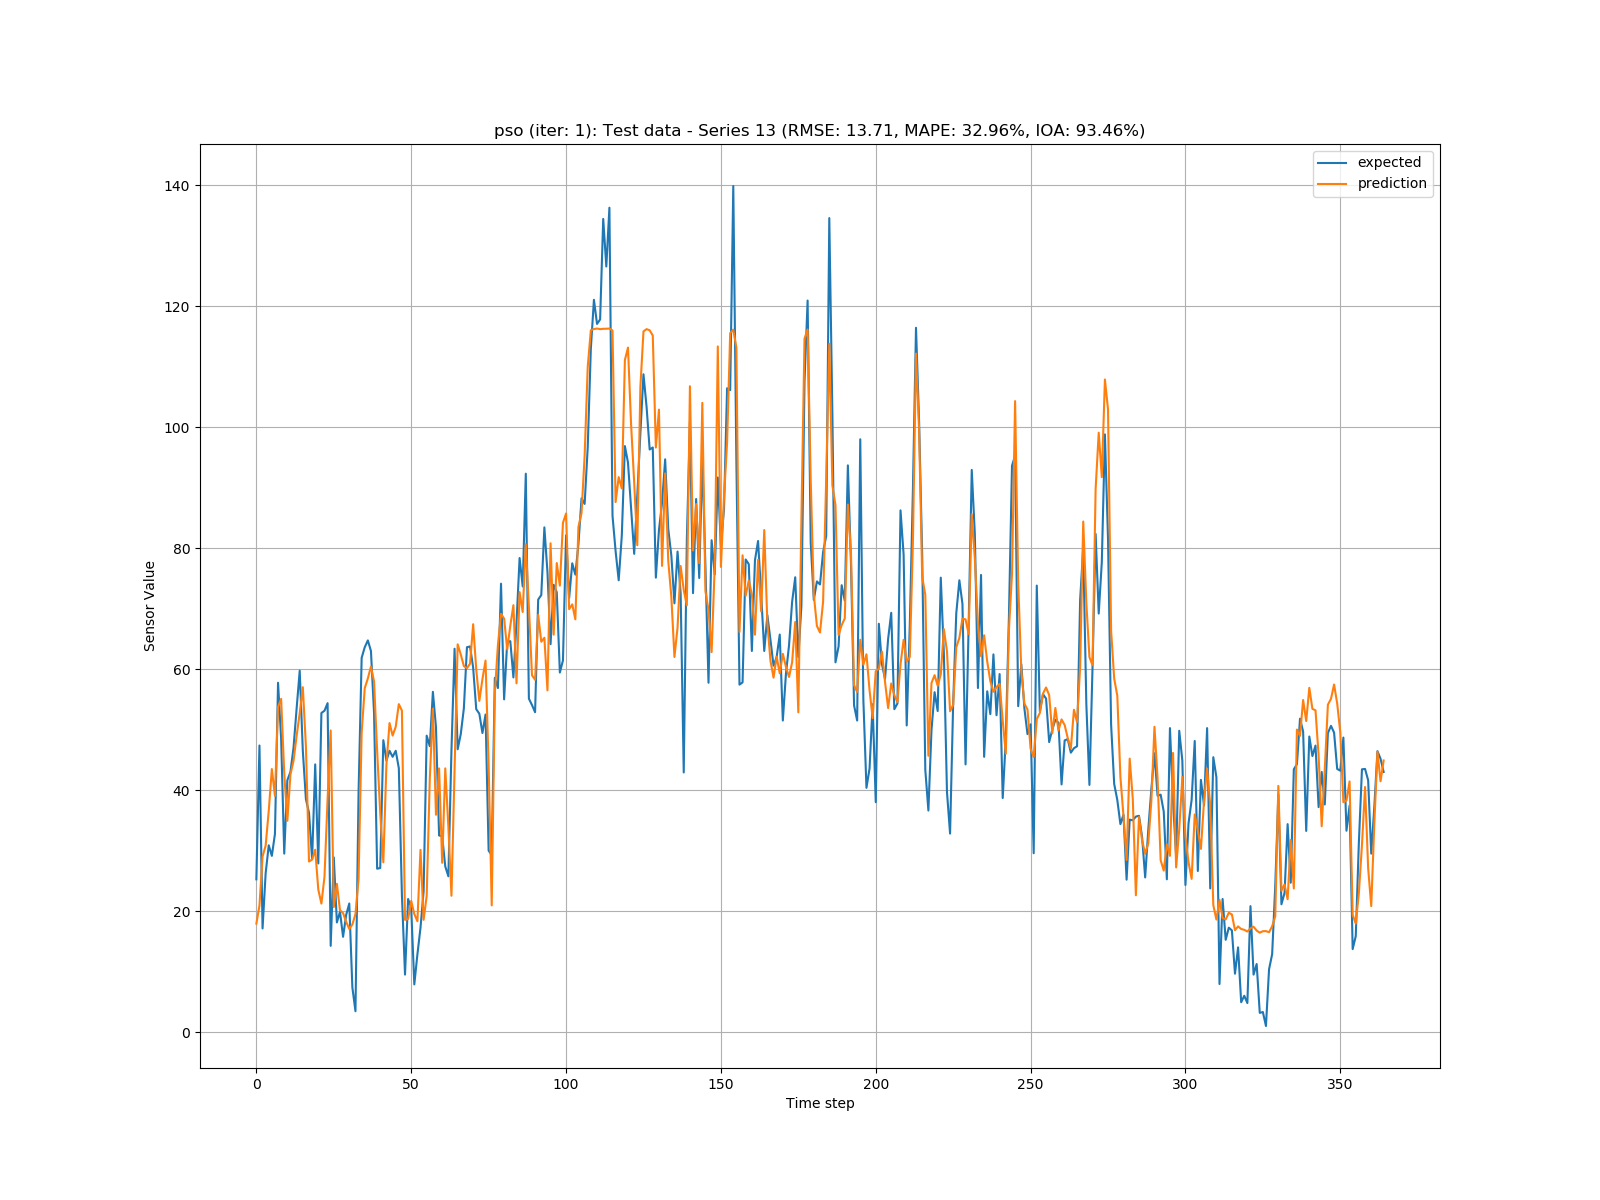 pso (iter: 1): Test data - Series 13 (RMSE: 13.71, MAPE: 32.96%, IOA: 93.46%)
expected
prediction
140
120
100
80
60
40
20
0
Sensor Value
0 50 100 150 200 250 300 350
Time step